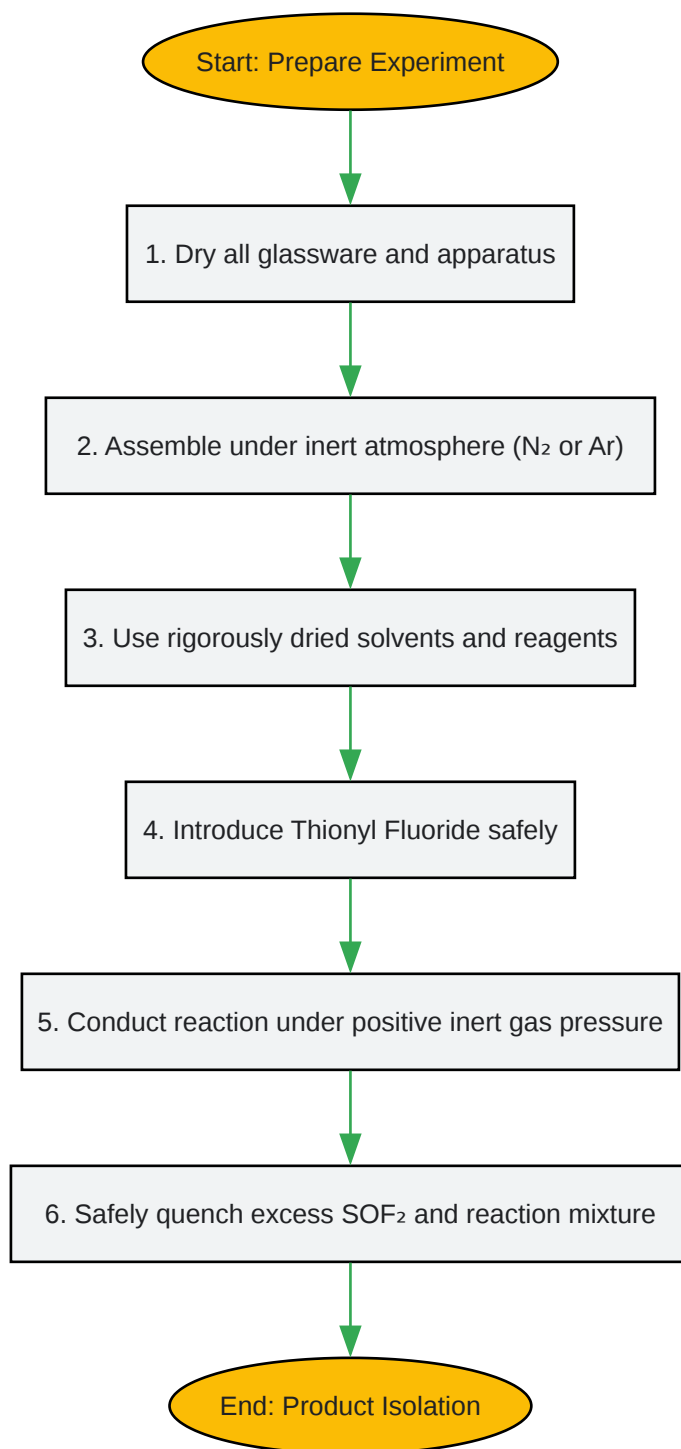 Start: Prepare Experiment
1. Dry all glassware and apparatus
2. Assemble under inert atmosphere (N₂ or Ar)
3. Use rigorously dried solvents and reagents
4. Introduce Thionyl Fluoride safely
5. Conduct reaction under positive inert gas pressure
6. Safely quench excess SOF₂ and reaction mixture
End: Product Isolation